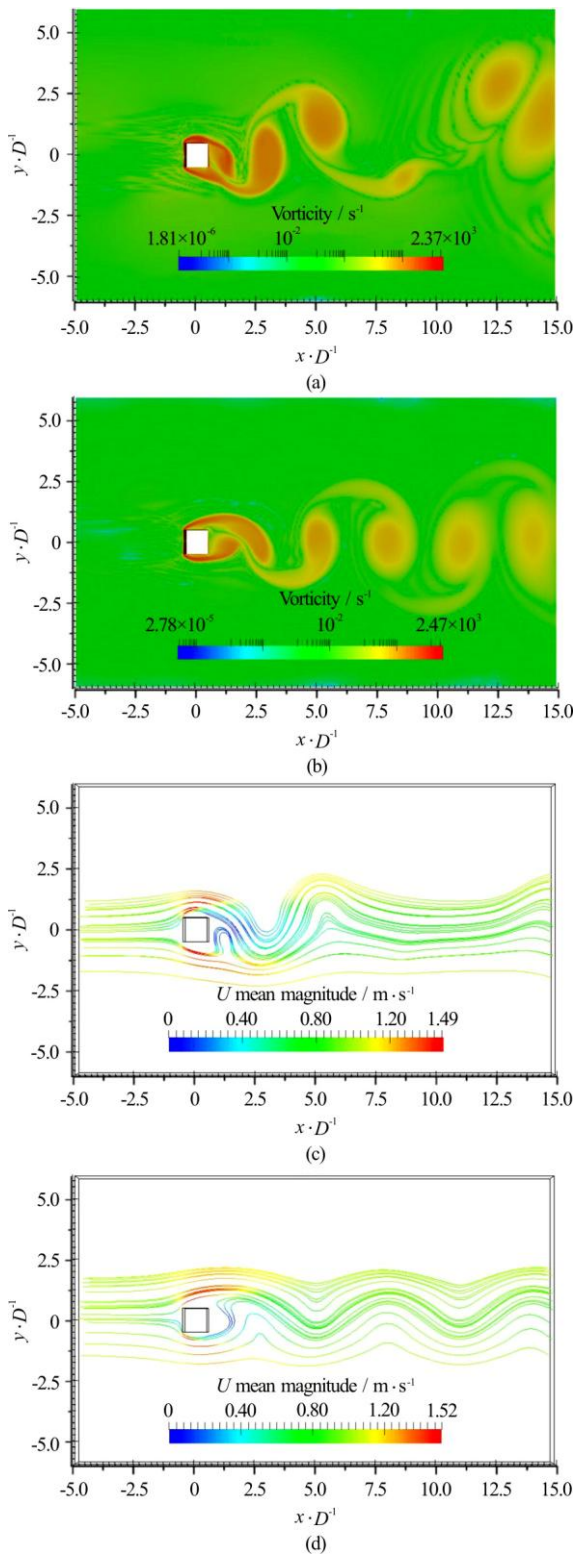 5.0
2.5
0
-2.5
-5.0
y · D⁻¹
Vorticity / s⁻¹
1.81×10⁻⁶ 10⁻² 2.37×10³
-5.0 -2.5 0 2.5 5.0 7.5 10.0 12.5 15.0
x · D⁻¹
(a)
5.0
2.5
0
-2.5
-5.0
y · D⁻¹
Vorticity / s⁻¹
2.78×10⁻⁵ 10⁻² 2.47×10³
-5.0 -2.5 0 2.5 5.0 7.5 10.0 12.5 15.0
x · D⁻¹
(b)
5.0
2.5
0
-2.5
-5.0
y · D⁻¹
U mean magnitude / m · s⁻¹
0 0.40 0.80 1.20 1.49
-5.0 -2.5 0 2.5 5.0 7.5 10.0 12.5 15.0
x · D⁻¹
(c)
5.0
2.5
0
-2.5
-5.0
y · D⁻¹
U mean magnitude / m · s⁻¹
0 0.40 0.80 1.20 1.52
-5.0 -2.5 0 2.5 5.0 7.5 10.0 12.5 15.0
x · D⁻¹
(d)